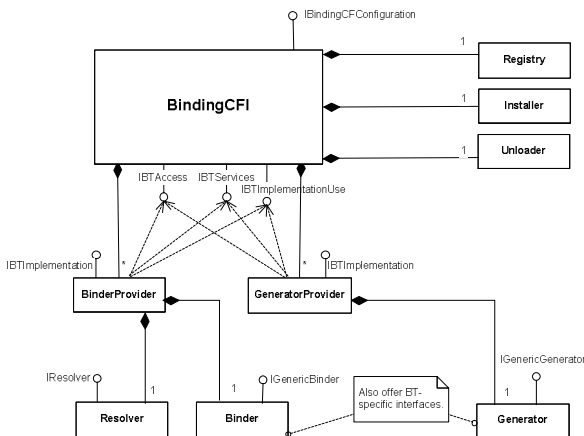 IBindingCFConfiguration
BindingCFI
1
Registry
1
Installer
1
Unloader
IBTAccess
IBTServices
IBTImplementationUse
IBTImplementation
*
*
IBTImplementation
BinderProvider
GeneratorProvider
IResolver
1
1
IGenericBinder
Also offer BT-
specific interfaces.
1
IGenericGenerator
Resolver
Binder
Generator